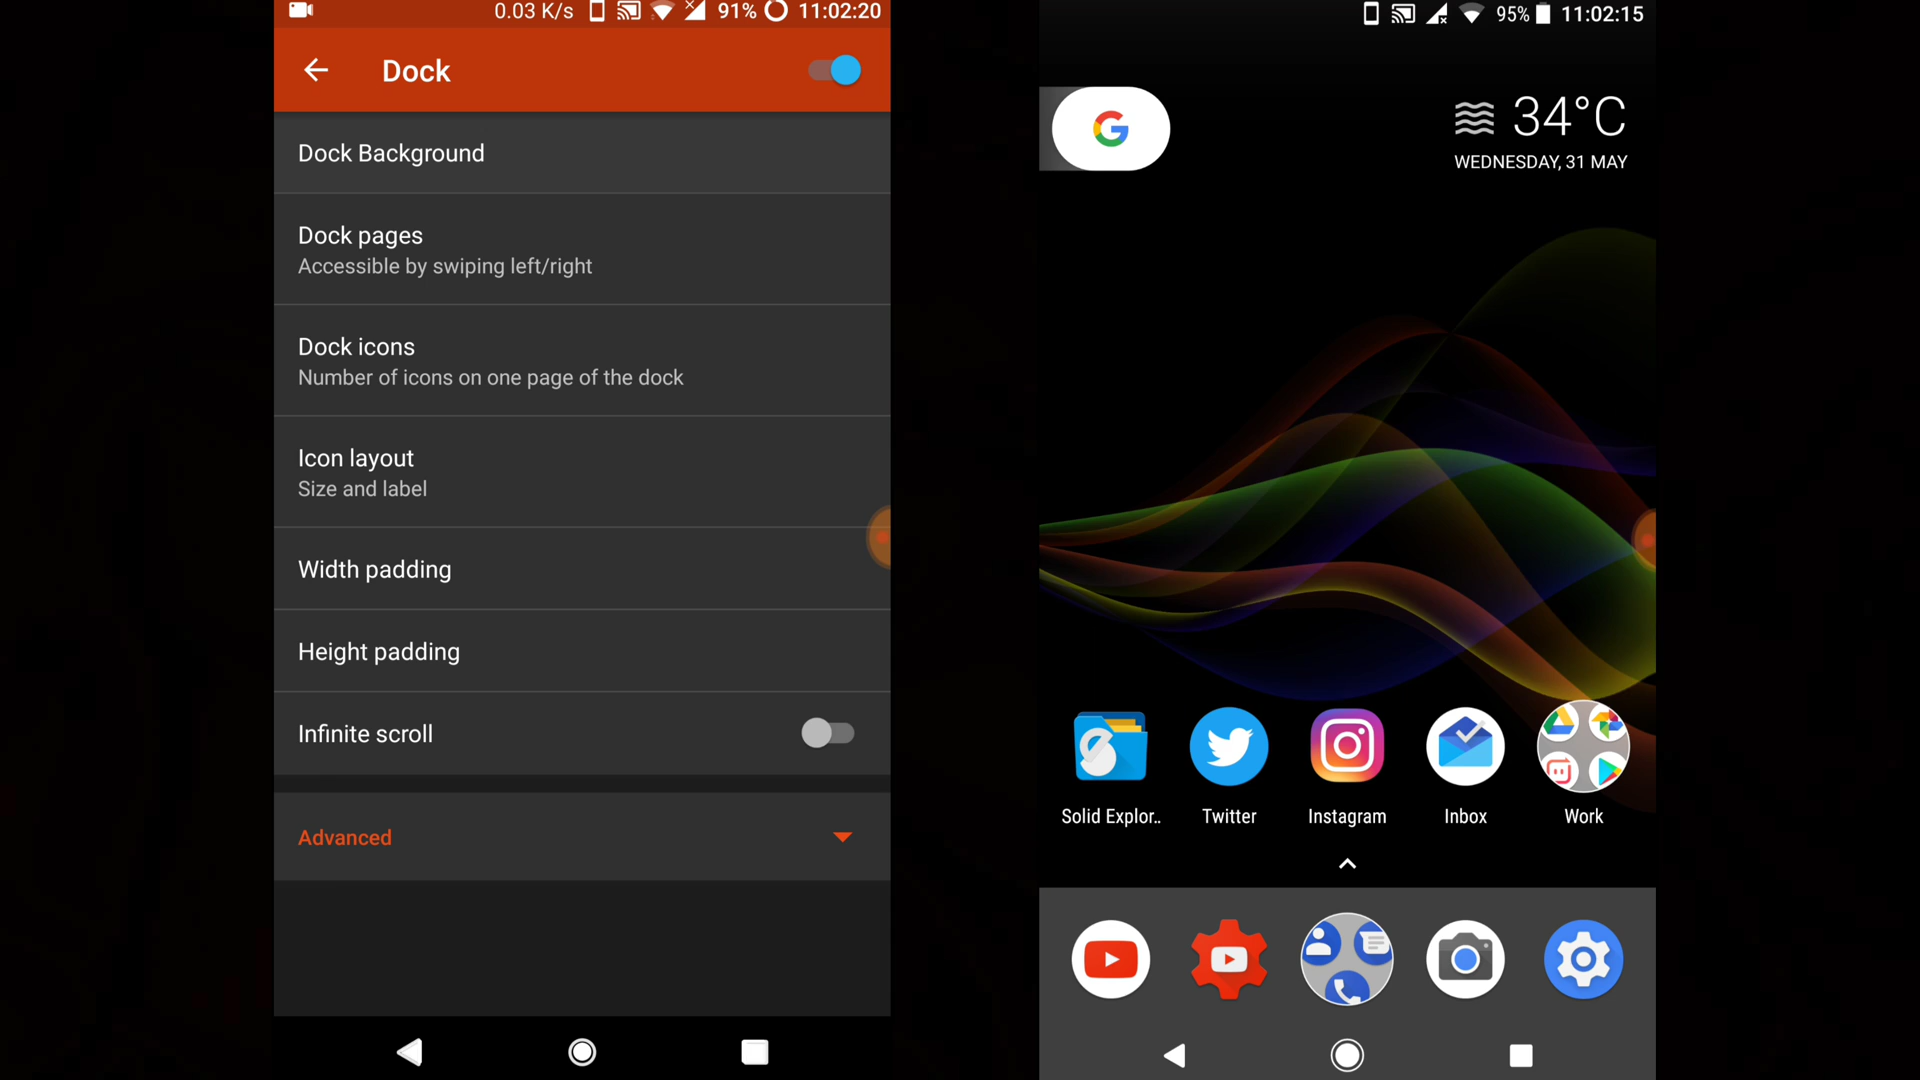 0.03 K/s 91% 11:02:20
Dock
Dock Background
Dock pages
Accessible by swiping left/right
Dock icons
Number of icons on one page of the dock
Icon layout
Size and label
Width padding
Height padding
Infinite scroll
Advanced
95% 11:02:15
G
34°C
WEDNESDAY, 31 MAY
Solid Explor..
Twitter
Instagram
Inbox
Work